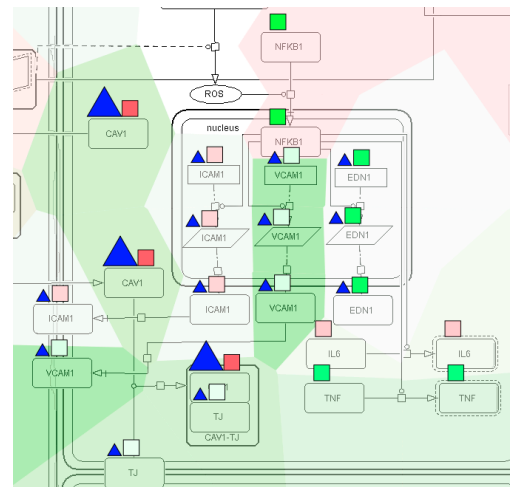 NFKB1
ROS
nucleus
NFKB1
CAV1
ICAM1
VCAM1
EDN1
ICAM1
VCAM1
EDN1
CAV1
ICAM1
ICAM1
VCAM1
EDN1
VCAM1
IL6
IL6
TJ
TNF
TNF
CAV1-TJ
TJ